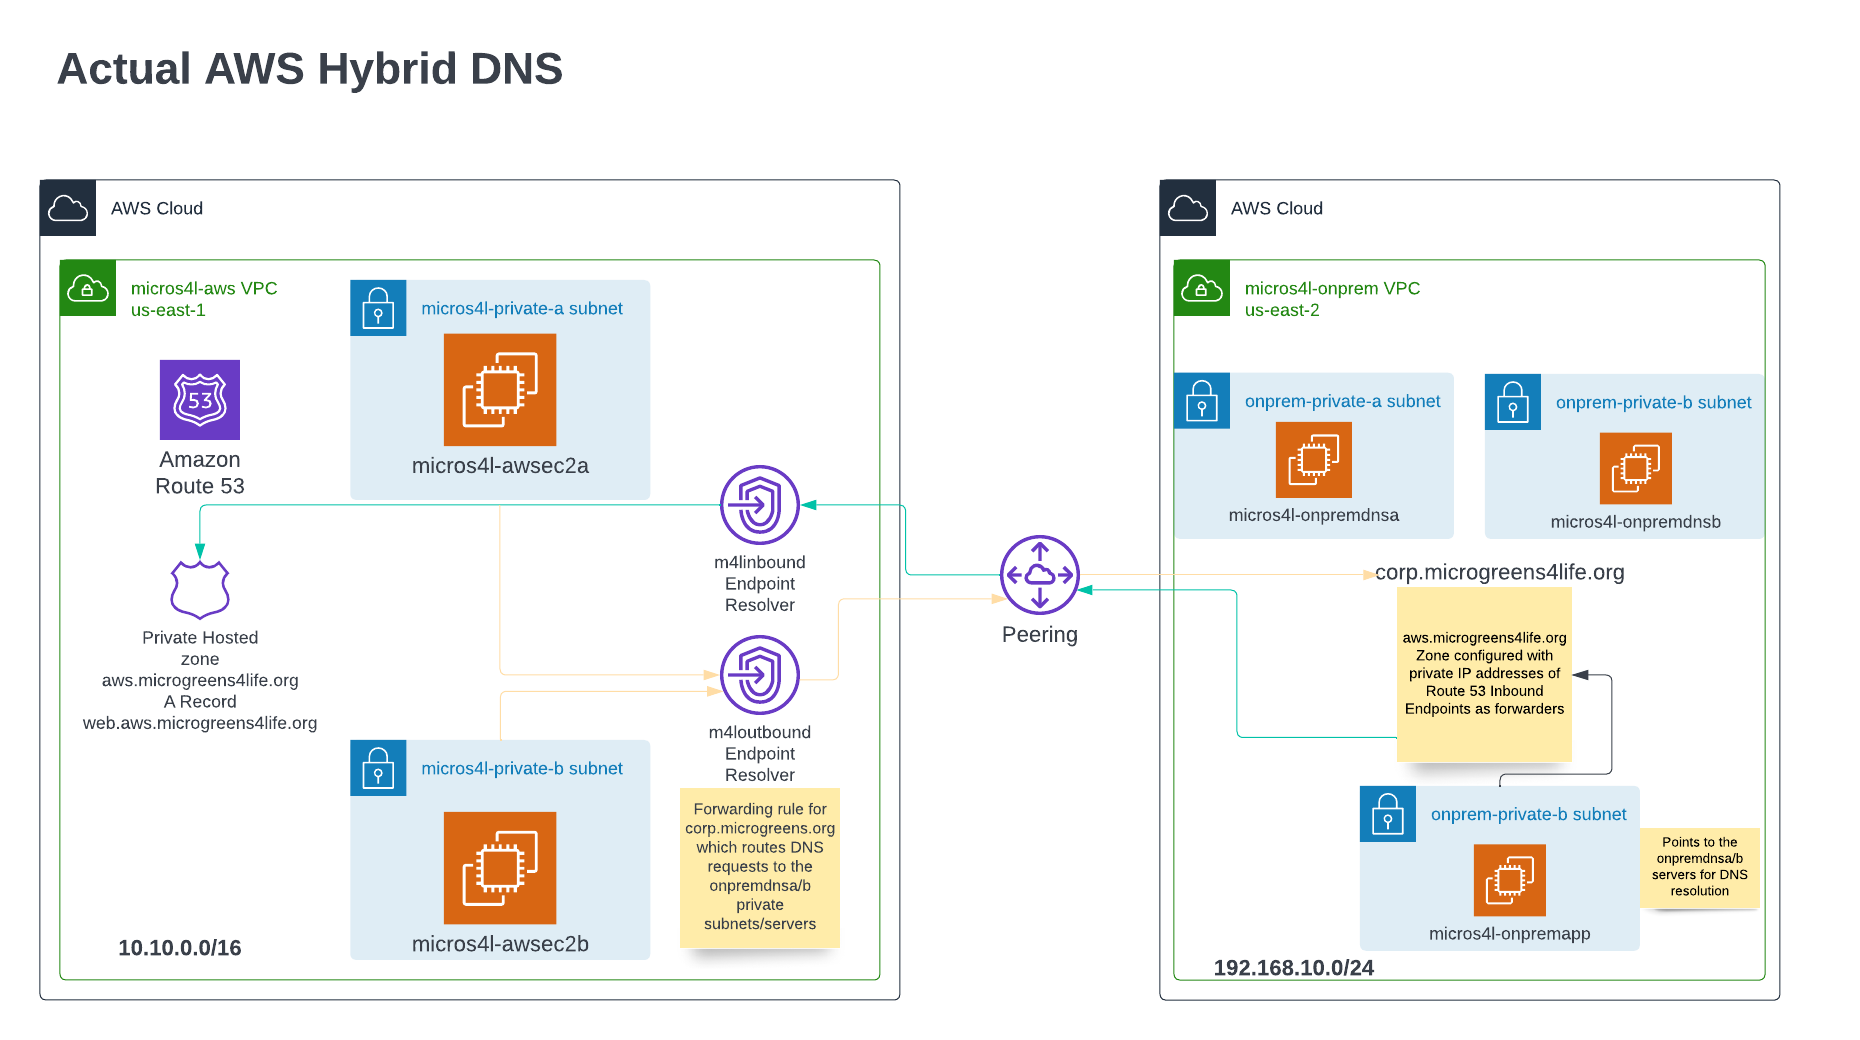 Actual AWS Hybrid DNS
AWS Cloud
micros4l-aws VPC
us-east-1
micros4l-private-a subnet
53
Amazon
Route 53
micros4l-awsec2a
m4linbound
Endpoint
Resolver
Private Hosted
zone
aws.microgreens4life.org
A Record
web.aws.microgreens4life.org
m4loutbound
Endpoint
Resolver
micros4l-private-b subnet
Forwarding rule for
corp.microgreens.org
which routes DNS
requests to the
onpremdnsa/b
private
subnets/servers
micros4l-awsec2b
10.10.0.0/16
Peering
AWS Cloud
micros4l-onprem VPC
us-east-2
onprem-private-a subnet
micros4l-onpremdnsa
onprem-private-b subnet
micros4l-onpremdnsb
corp.microgreens4life.org
aws.microgreens4life.org
Zone configured with
private IP addresses of
Route 53 Inbound
Endpoints as forwarders
onprem-private-b subnet
micros4l-onpremapp
Points to the
onpremdnsa/b
servers for DNS
resolution
192.168.10.0/24